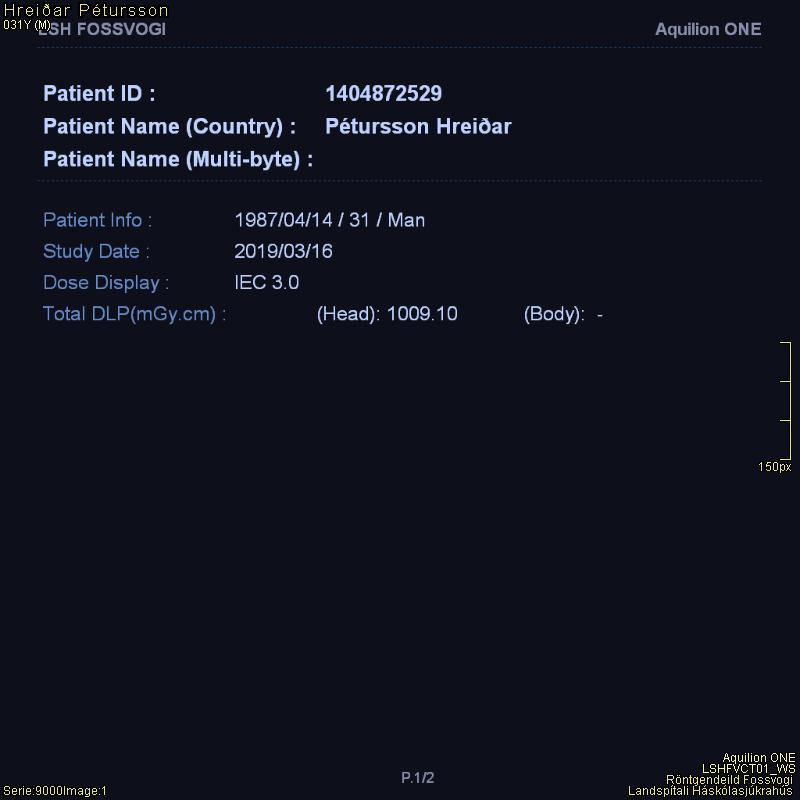 Hreiðar Pétursson
031Y (M)
LSH FOSSVOGI Aquilion ONE
Patient ID : 1404872529
Patient Name (Country) : Pétursson Hreiðar
Patient Name (Multi-byte) :
Patient Info : 1987/04/14 / 31 / Man
Study Date : 2019/03/16
Dose Display : IEC 3.0
Total DLP(mGy.cm) : (Head): 1009.10 (Body): -
150px
P.1/2
Aquilion ONE
LSHFVCT01_WS
Röntgendeild Fossvogi
Serie:9000Image:1 Landspítali Háskólasjúkrahús